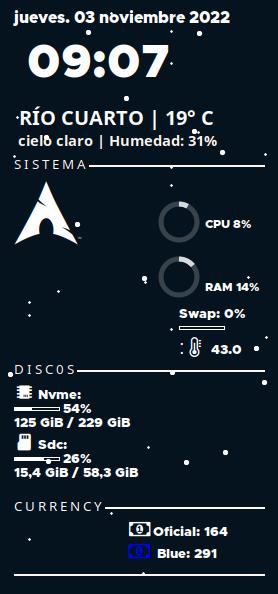 jueves. 03 noviembre 2022
09:07
RÍO CUARTO | 19° C
cielo claro | Humedad: 31%
SISTEMA
CPU 8%
RAM 14%
Swap: 0%
: 43.0
DISCOS
Nvme:
54%
125 GiB / 229 GiB
Sdc:
26%
15,4 GiB / 58,3 GiB
CURRENCY
Oficial: 164
Blue: 291